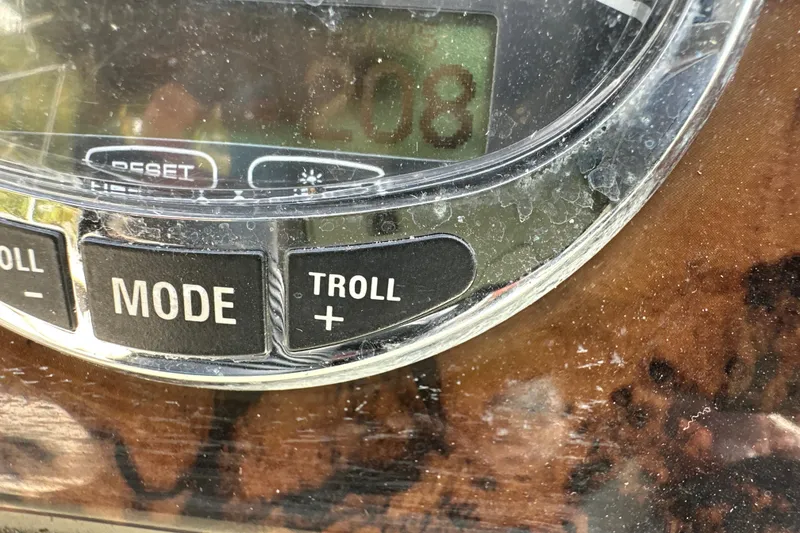 208
RESET
OLL
−
MODE
TROLL
+